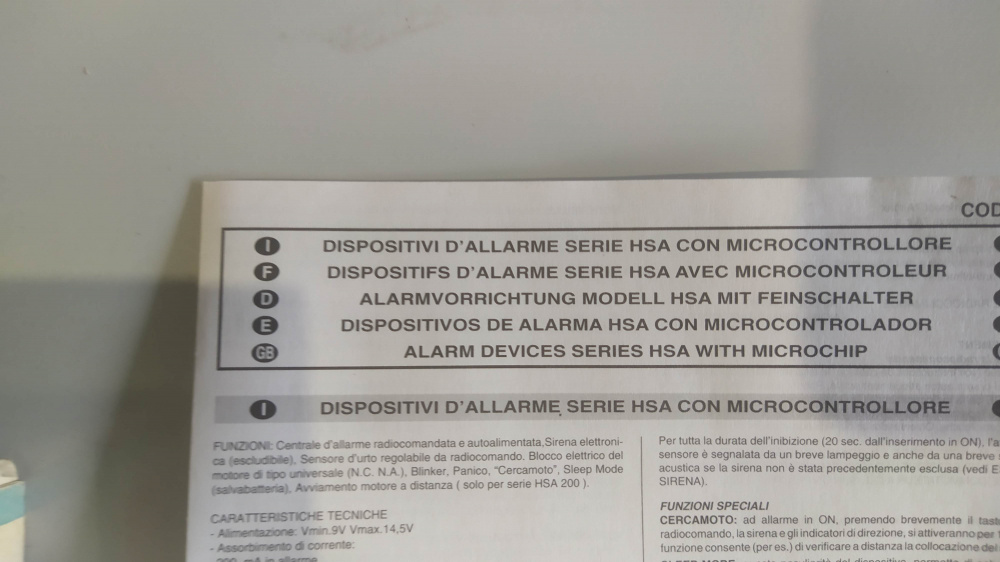 COD
I DISPOSITIVI D'ALLARME SERIE HSA CON MICROCONTROLLORE
F DISPOSITIFS D'ALARME SERIE HSA AVEC MICROCONTROLEUR
D ALARMVORRICHTUNG MODELL HSA MIT FEINSCHALTER
E DISPOSITIVOS DE ALARMA HSA CON MICROCONTROLADOR
GB ALARM DEVICES SERIES HSA WITH MICROCHIP
I DISPOSITIVI D'ALLARME SERIE HSA CON MICROCONTROLLORE
FUNZIONI: Centrale d'allarme radiocomandata e autoalimentata,Sirena elettroni-
ca (escludibile), Sensore d'urto regolabile da radiocomando. Blocco elettrico del
motore di tipo universale (N.C. N.A.), Blinker, Panico, "Cercamoto", Sleep Mode
(salvabatteria), Avviamento motore a distanza ( solo per serie HSA 200 ).
CARATTERISTICHE TECNICHE
- Alimentazione: Vmin.9V Vmax.14,5V
- Assorbimento di corrente:
200 mA in allarme
Per tutta la durata dell'inibizione (20 sec. dall'inserimento in ON), l'a
sensore è segnalata da un breve lampeggio e anche da una breve s
acustica se la sirena non è stata precedentemente esclusa (vedi E
SIRENA).
FUNZIONI SPECIALI
CERCAMOTO: ad allarme in ON, premendo brevemente il tast
radiocomando, la sirena e gli indicatori di direzione, si attiveranno per
funzione consente (per es.) di verificare a distanza la collocazione del